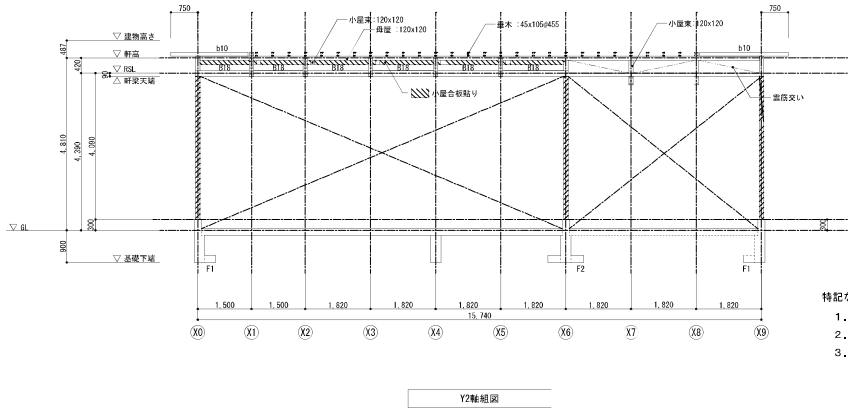 750
750
小屋束:120x120
母屋 :120x120
垂木 :45x105@455
小屋束:120x120
▽ 建物高さ
487
▽ 軒高
b10
b10
420
▽ RSL
B18 B18 B18 B18 B18
90
△ 軒梁天端
小屋合板貼り
雲筋交い
4,810
4,390
4,090
300
300
▽ GL
900
▽ 基礎下端
F1
F2
F1
1,500 1,500 1,820 1,820 1,820 1,820 1,820 1,820 1,820
15,740
X0 X1 X2 X3 X4 X5 X6 X7 X8 X9
特記
1.
2.
3.
Y2軸組図